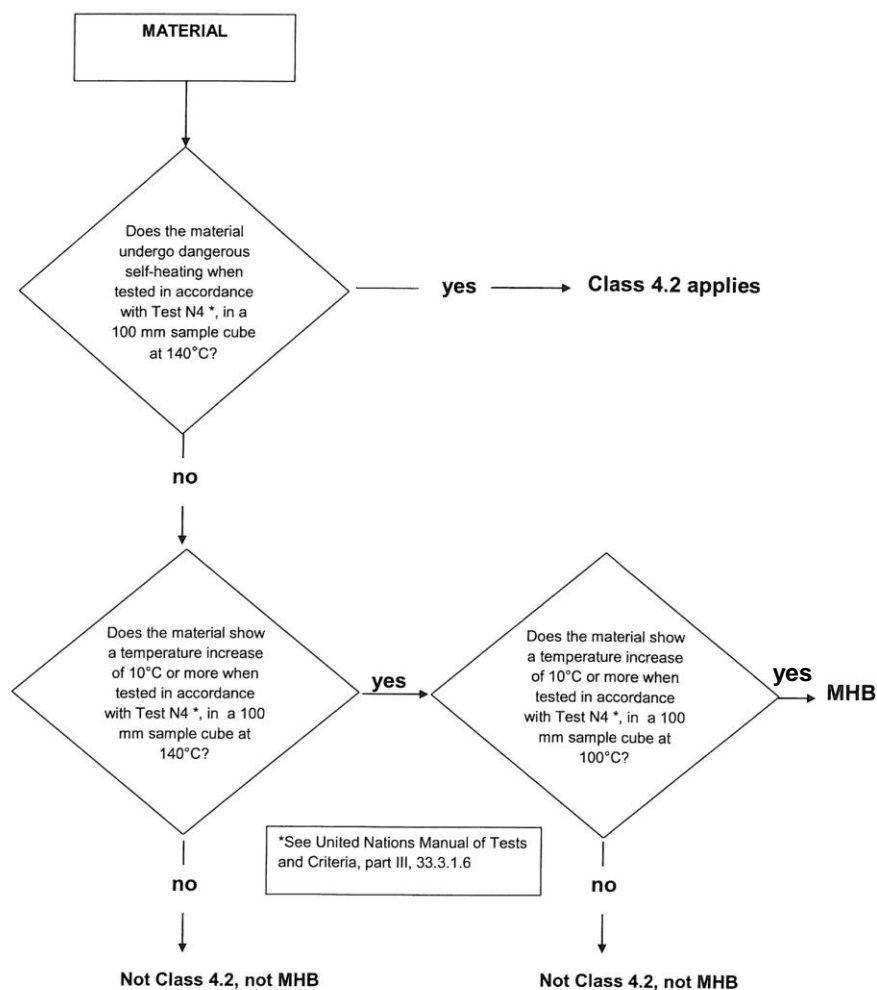 MATERIAL
Does the material
undergo dangerous
self-heating when
tested in accordance
with Test N4 *, in a
100 mm sample cube
at 140°C?
yes
Class 4.2 applies
no
Does the material show
a temperature increase
of 10°C or more when
tested in accordance
with Test N4 *, in a 100
mm sample cube at
140°C?
yes
Does the material show
a temperature increase
of 10°C or more when
tested in accordance
with Test N4 *, in a 100
mm sample cube at
100°C?
yes
MHB
*See United Nations Manual of Tests
and Criteria, part III, 33.3.1.6
no
no
Not Class 4.2, not MHB
Not Class 4.2, not MHB